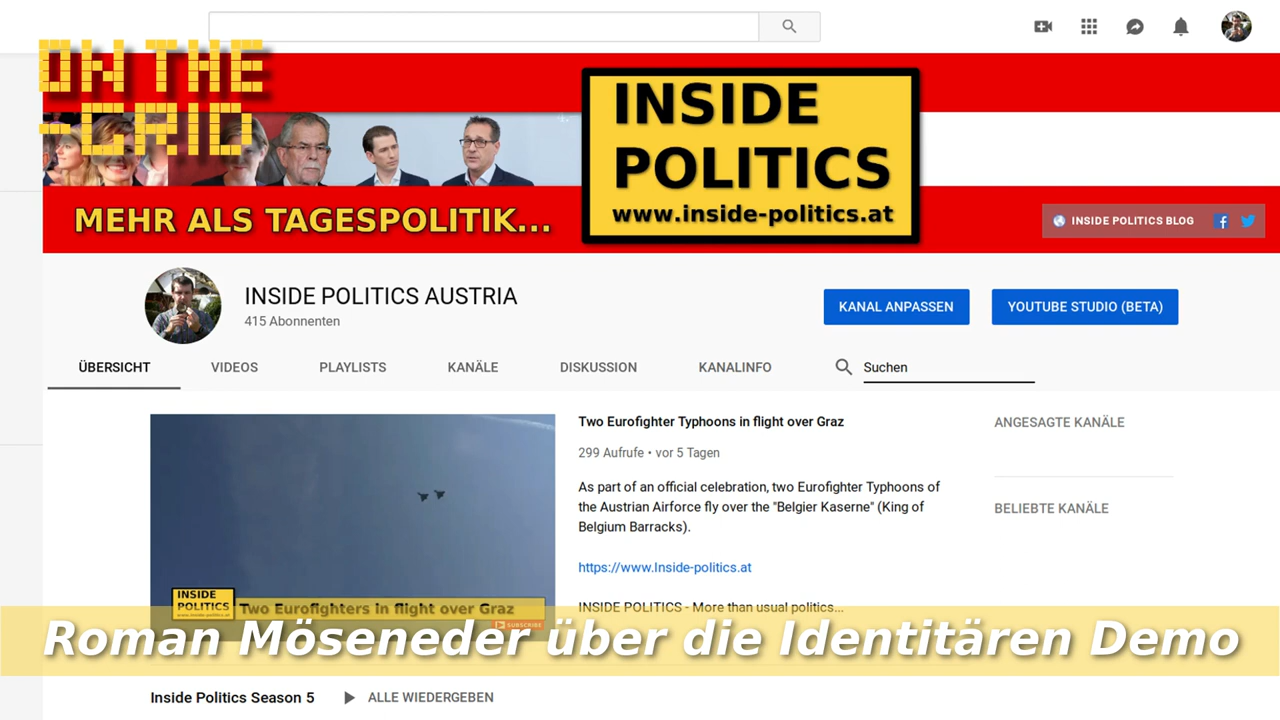 ON THE
-GRID
INSIDE
POLITICS
www.inside-politics.at
MEHR ALS TAGESPOLITIK...
INSIDE POLITICS BLOG
INSIDE POLITICS AUSTRIA
415 Abonnenten
KANAL ANPASSEN
YOUTUBE STUDIO (BETA)
ÜBERSICHT
VIDEOS
PLAYLISTS
KANÄLE
DISKUSSION
KANALINFO
Suchen
Two Eurofighter Typhoons in flight over Graz
299 Aufrufe • vor 5 Tagen
As part of an official celebration, two Eurofighter Typhoons of
the Austrian Airforce fly over the "Belgier Kaserne" (King of
Belgium Barracks).
https://www.Inside-politics.at
INSIDE POLITICS - More than usual politics...
ANGESAGTE KANÄLE
BELIEBTE KANÄLE
INSIDE
POLITICS
www.inside-politics.at
Two Eurofighters in flight over Graz
SUBSCRIBE
Roman Möseneder über die Identitären Demo
Inside Politics Season 5
ALLE WIEDERGEBEN